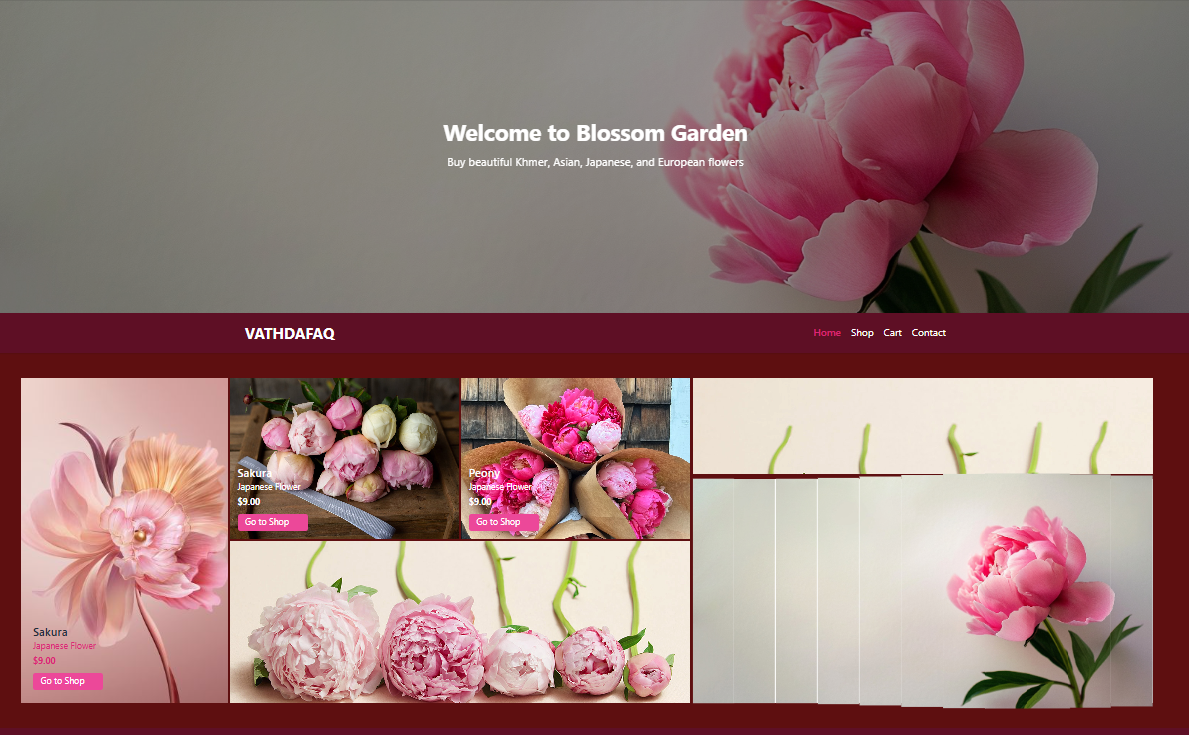 Welcome to Blossom Garden
Buy beautiful Khmer, Asian, Japanese, and European flowers
VATHDAFAQ
Home Shop Cart Contact
Sakura
Japanese Flower
$9.00
Go to Shop
Peony
Japanese Flower
$9.00
Go to Shop
Sakura
Japanese Flower
$9.00
Go to Shop